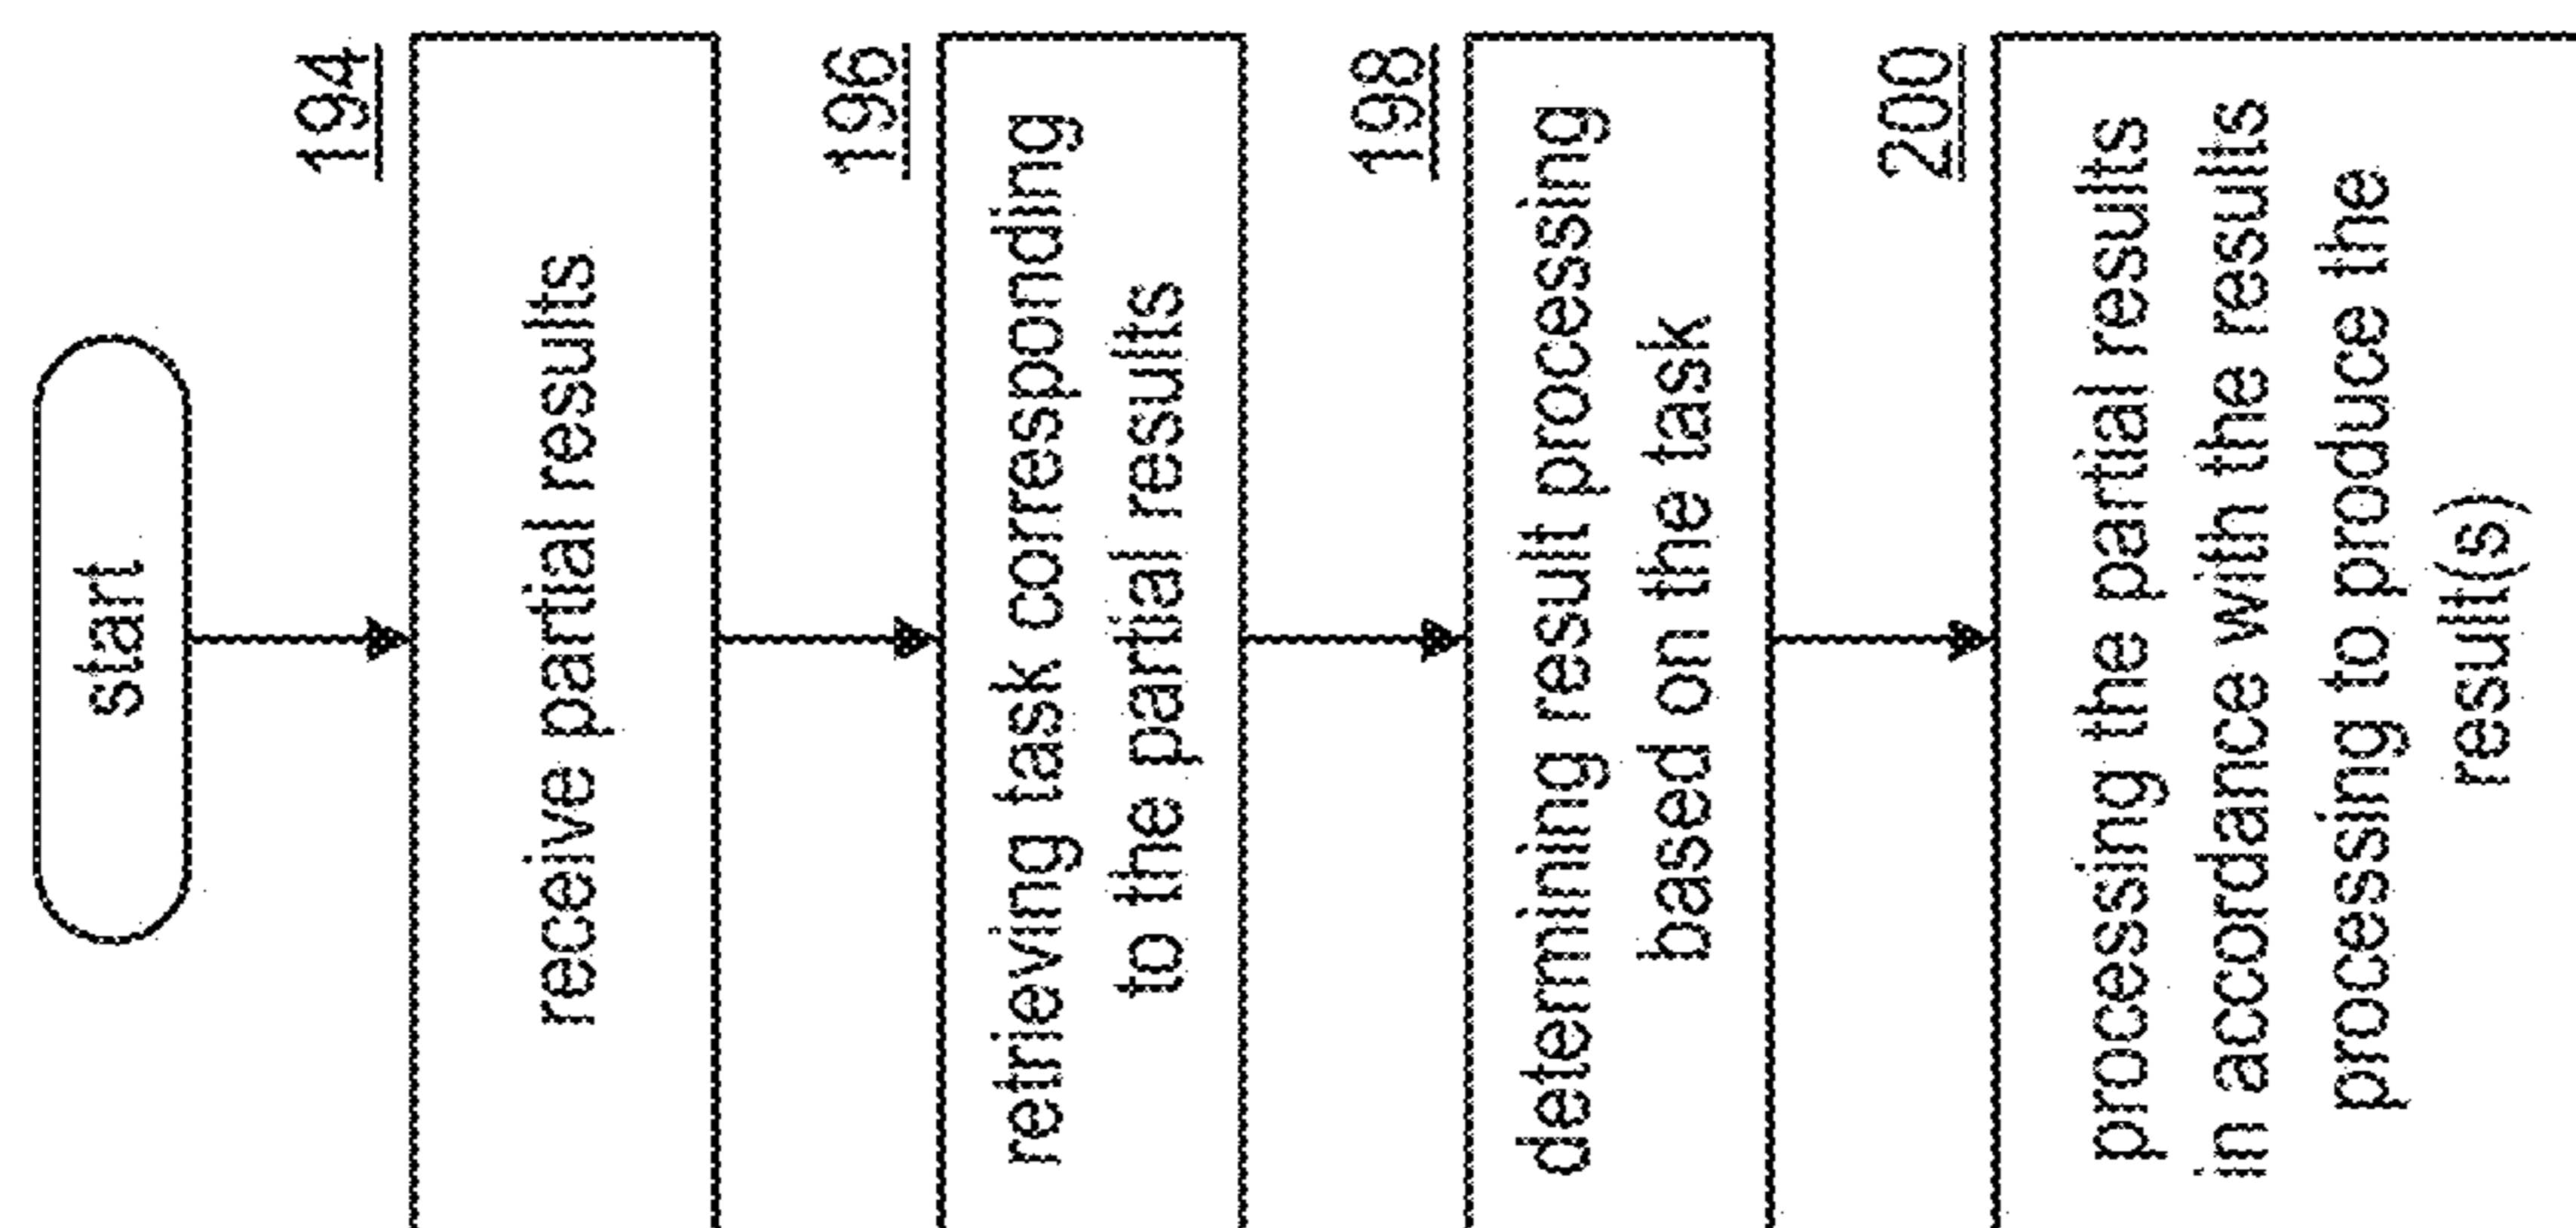 start
194
receive partial results
196
retrieving task corresponding
to the partial results
198
determining result processing
based on the task
200
processing the partial results
in accordance with the results
processing to produce the
result(s)